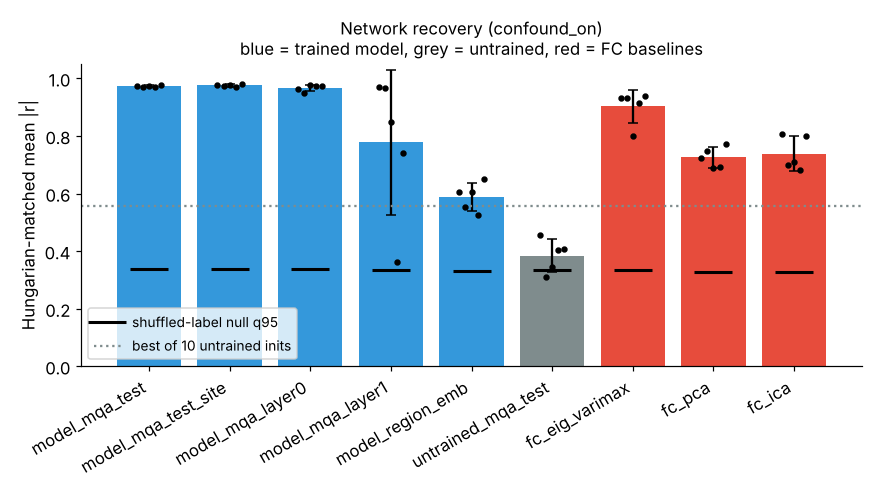 Network recovery (confound_on)
blue = trained model, grey = untrained, red = FC baselines
Hungarian-matched mean |r|
1.0
0.8
0.6
0.4
0.2
0.0
shuffled-label null q95
best of 10 untrained inits
model_mqa_test
model_mqa_test_site
model_mqa_layer0
model_mqa_layer1
model_region_emb
untrained_mqa_test
fc_eig_varimax
fc_pca
fc_ica